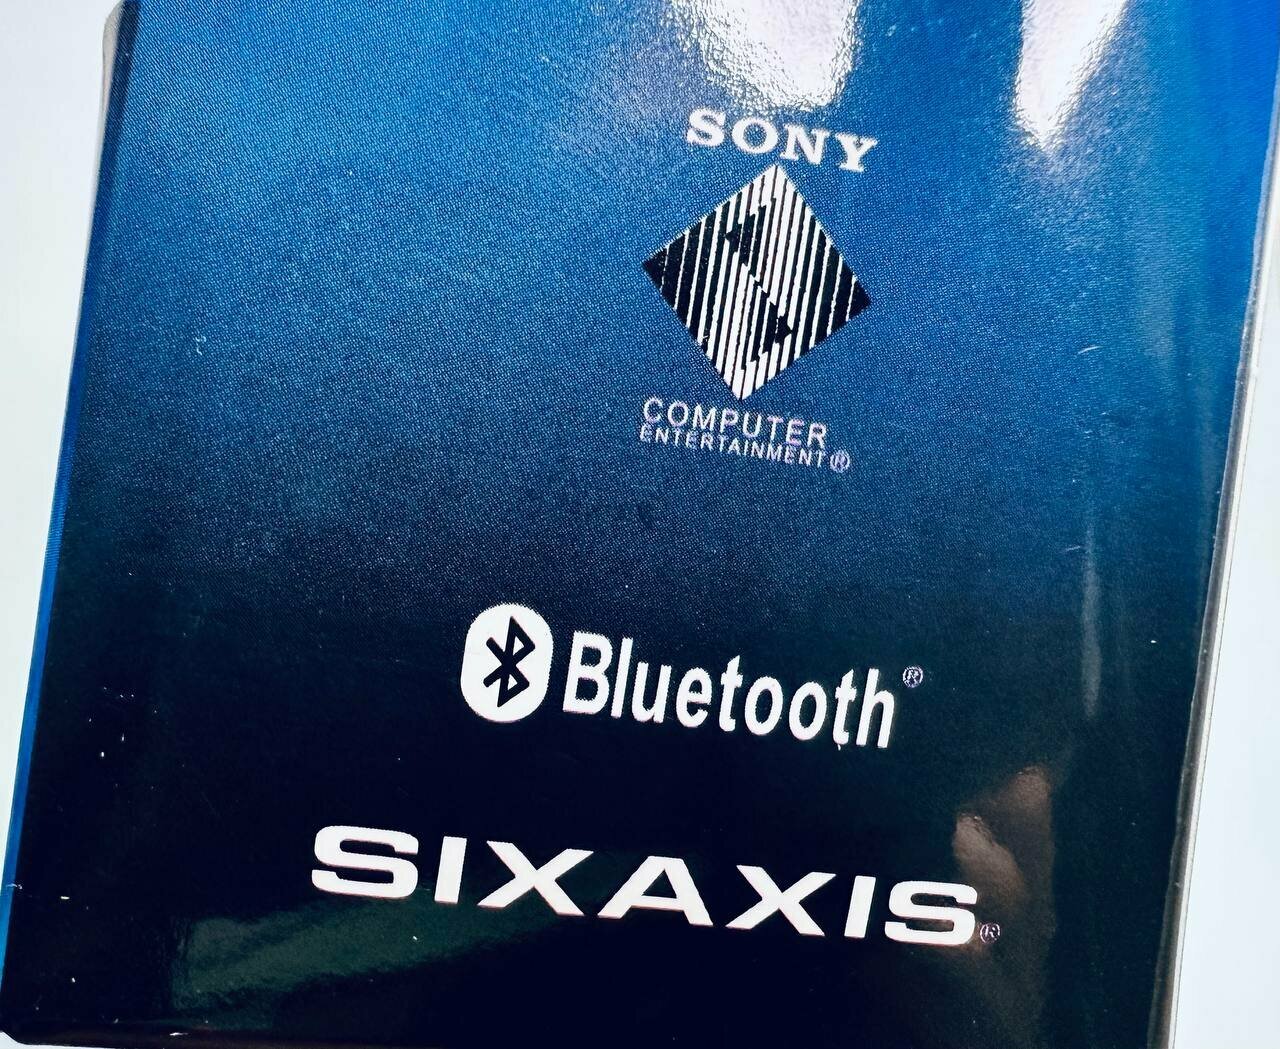 SONY
COMPUTER
ENTERTAINMENT®
Bluetooth®
SIXAXIS®